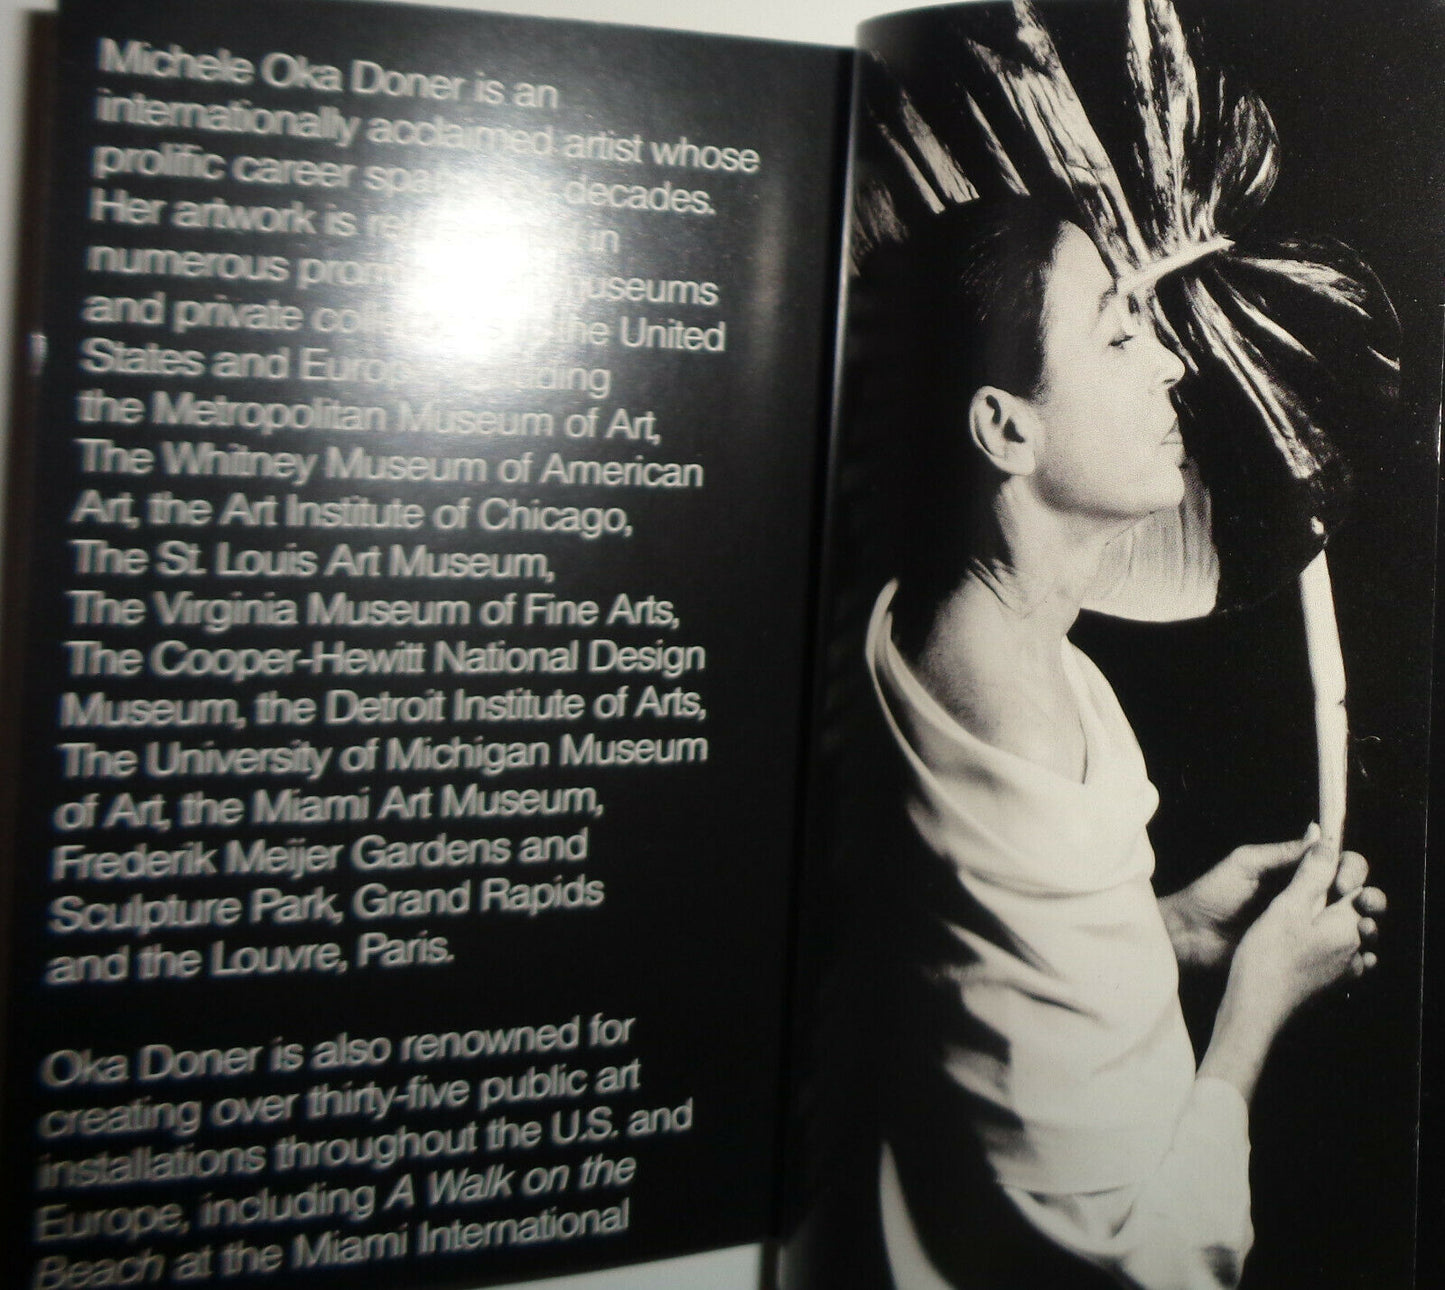 Michele Oka Doner is an
internationally acclaimed artist whose
prolific career decades.
Her artwork is in
numerous museums
and private the United
States and
the Metropolitan Museum of Art,
The Whitney Museum of American
Art, the Art Institute of Chicago,
The St. Louis Art Museum,
The Virginia Museum of Fine Arts,
The Cooper-Hewitt National Design
Museum, the Detroit Institute of Arts,
The University of Michigan Museum
of Art, the Miami Art Museum,
Frederik Meijer Gardens and
Sculpture Park, Grand Rapids
and the Louvre, Paris.
Oka Doner is also renowned for
creating over thirty-five public art
installations throughout the U.S. and
Europe, including A Walk on the
Beach at the Miami International